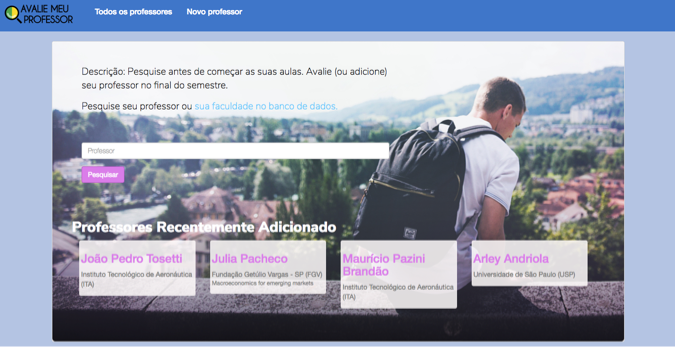 AVALIE MEU
PROFESSOR
Todos os professores
Novo professor
Descrição: Pesquise antes de começar as suas aulas. Avalie (ou adicione)
seu professor no final do semestre.
Pesquise seu professor ou sua faculdade no banco de dados.
Professor
Pesquisar
Professores Recentemente Adicionado
João Pedro Tosetti
Instituto Tecnológico de Aeronáutica
(ITA)
Julia Pacheco
Fundação Getúlio Vargas - SP (FGV)
Macroeconomics for emerging markets
Maurício Pazini
Brandão
Instituto Tecnológico de Aeronáutica
(ITA)
Arley Andriola
Universidade de São Paulo (USP)